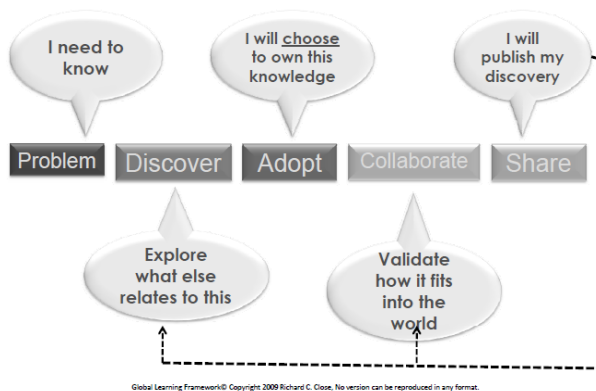 I need to
know
I will choose
to own this
knowledge
I will
publish my
discovery
Problem
Discover
Adopt
Collaborate
Share
Explore
what else
relates to this
Validate
how it fits
into the
world
Global Learning Framework© Copyright 2009 Richard C. Close, No version can be reproduced in any format.